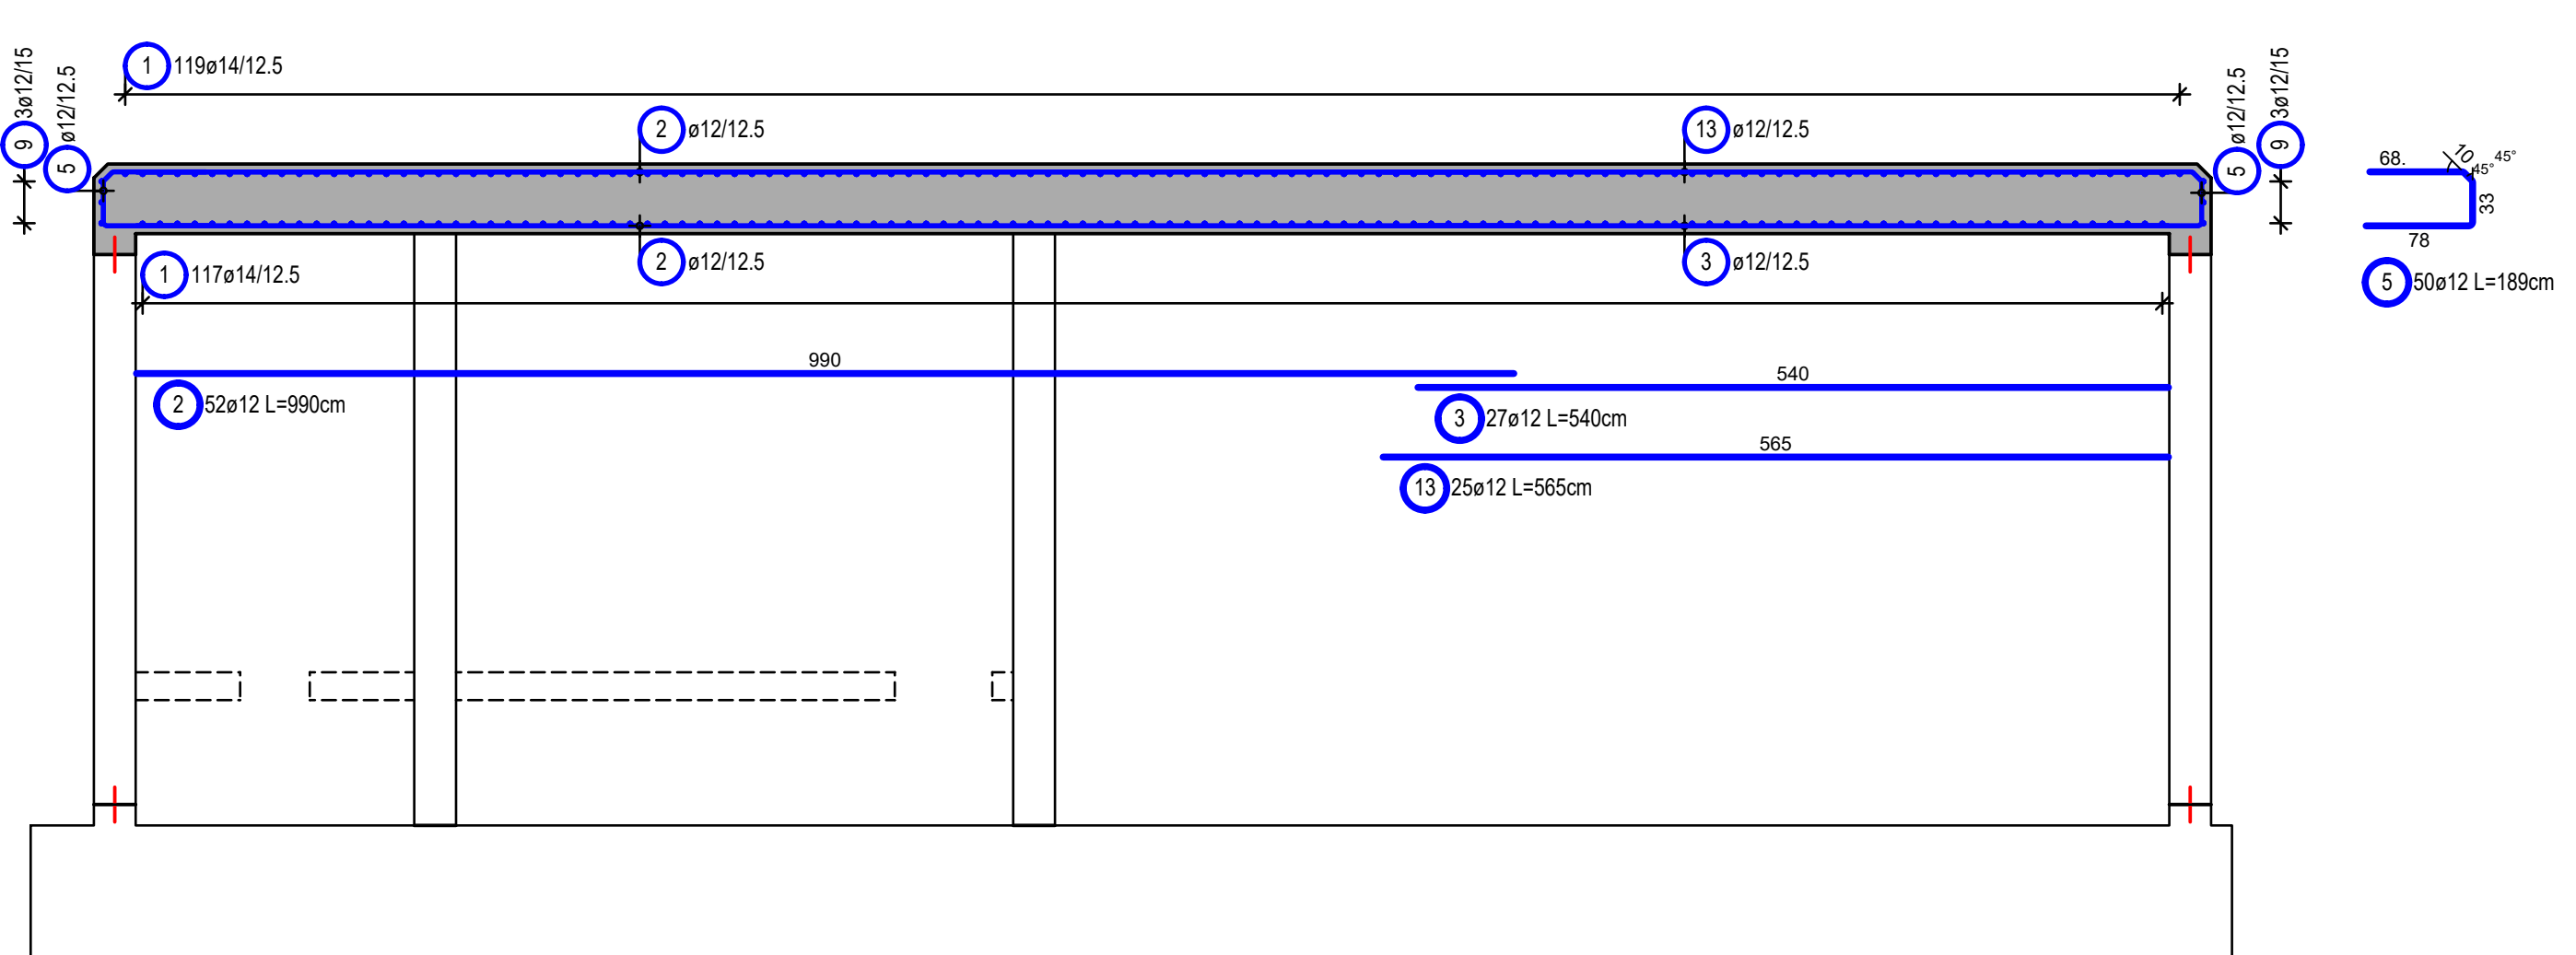 1 119ø14/12.5
9 3ø12/15
5 ø12/12.5
2 ø12/12.5
13 ø12/12.5
5 ø12/12.5
9 3ø12/15
68.
10
45°
45°
33
78
5 50ø12 L=189cm
1 117ø14/12.5
2 ø12/12.5
3 ø12/12.5
990
2 52ø12 L=990cm
540
3 27ø12 L=540cm
565
13 25ø12 L=565cm